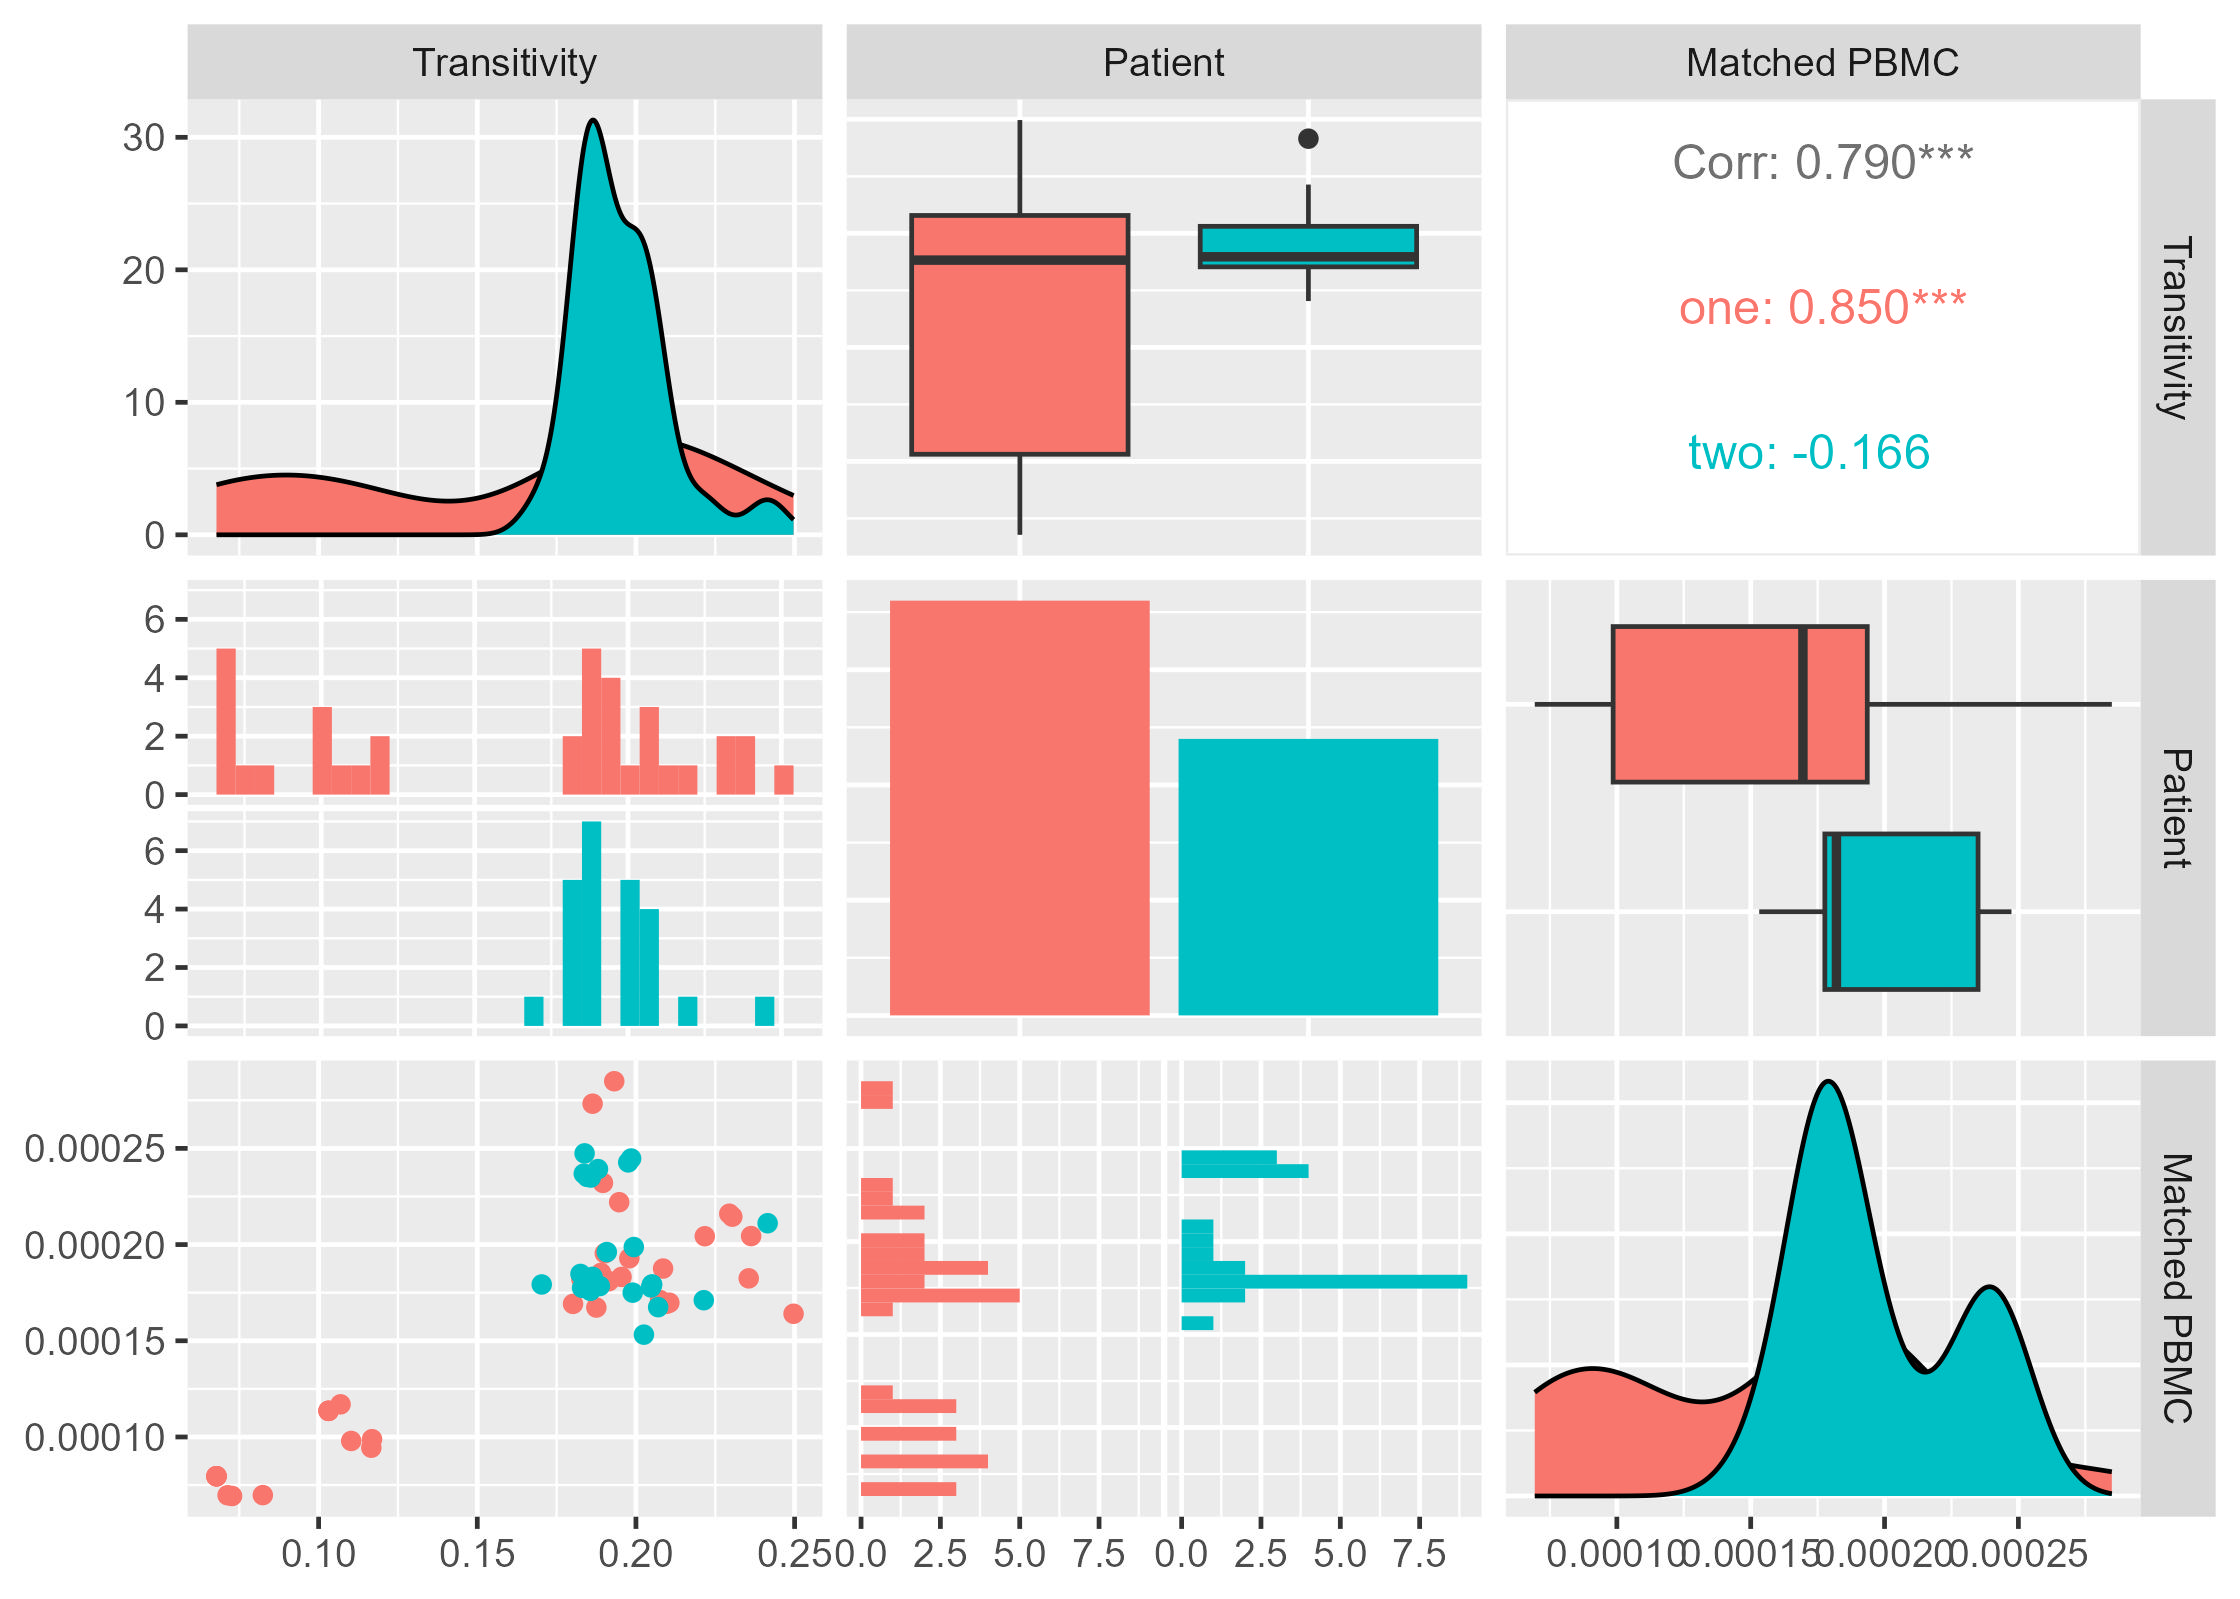 Transitivity
Patient
Matched PBMC
30
20
10
0
Corr: 0.790***
one: 0.850***
two: -0.166
Transitivity
6
4
2
0
6
4
2
0
Patient
0.00025
0.00020
0.00015
0.00010
Matched PBMC
0.10 0.15 0.20 0.25
0.0 2.5 5.0 7.5 0.0 2.5 5.0 7.5
0.00010 0.00015 0.00020 0.00025